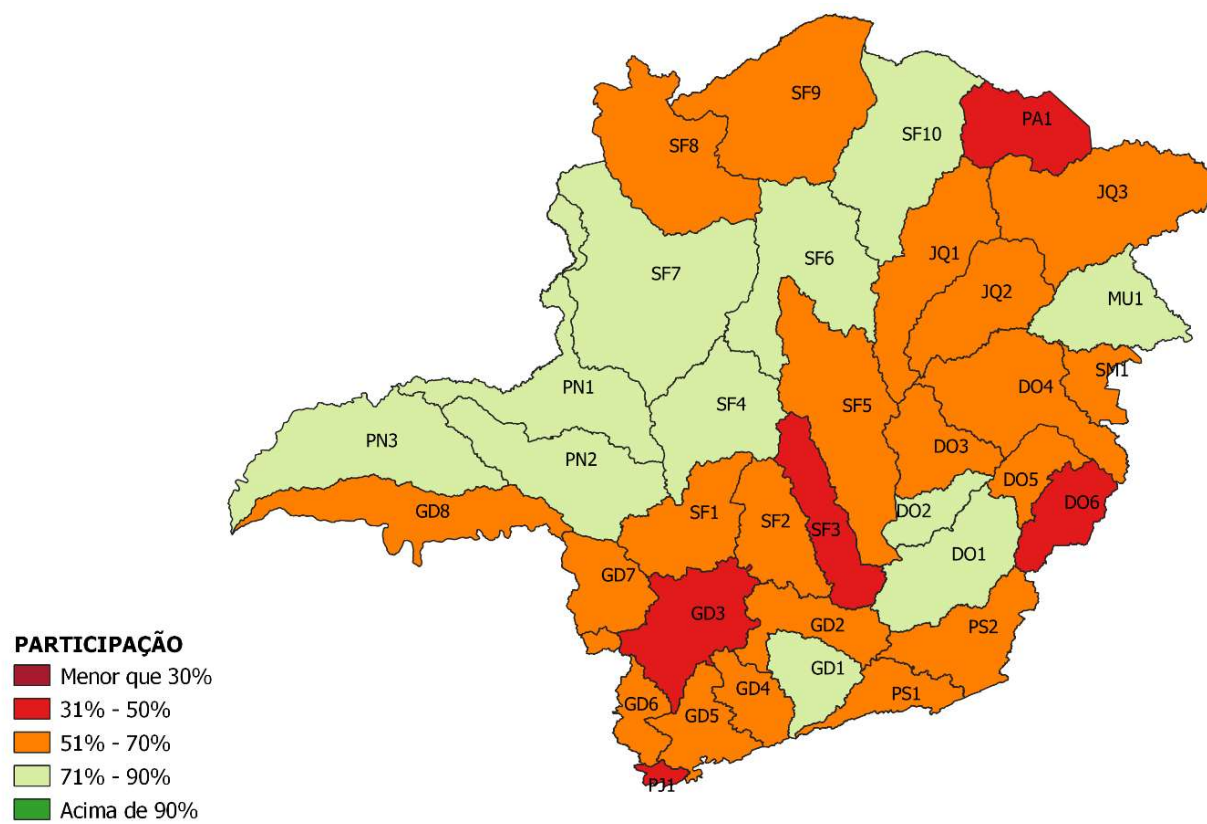 SF9
PA1
SF10
SF8
JQ3
JQ1
SF6
SF7
JQ2
MU1
SM1
DO4
PN1
SF4
SF5
PN3
DO3
PN2
DO5
DO6
GD8
SF1
DO2
SF2
SF3
DO1
GD7
GD3
GD2
PS2
GD1
GD4
PS1
GD6
GD5
PJ1
PARTICIPAÇÃO
Menor que 30%
31% - 50%
51% - 70%
71% - 90%
Acima de 90%